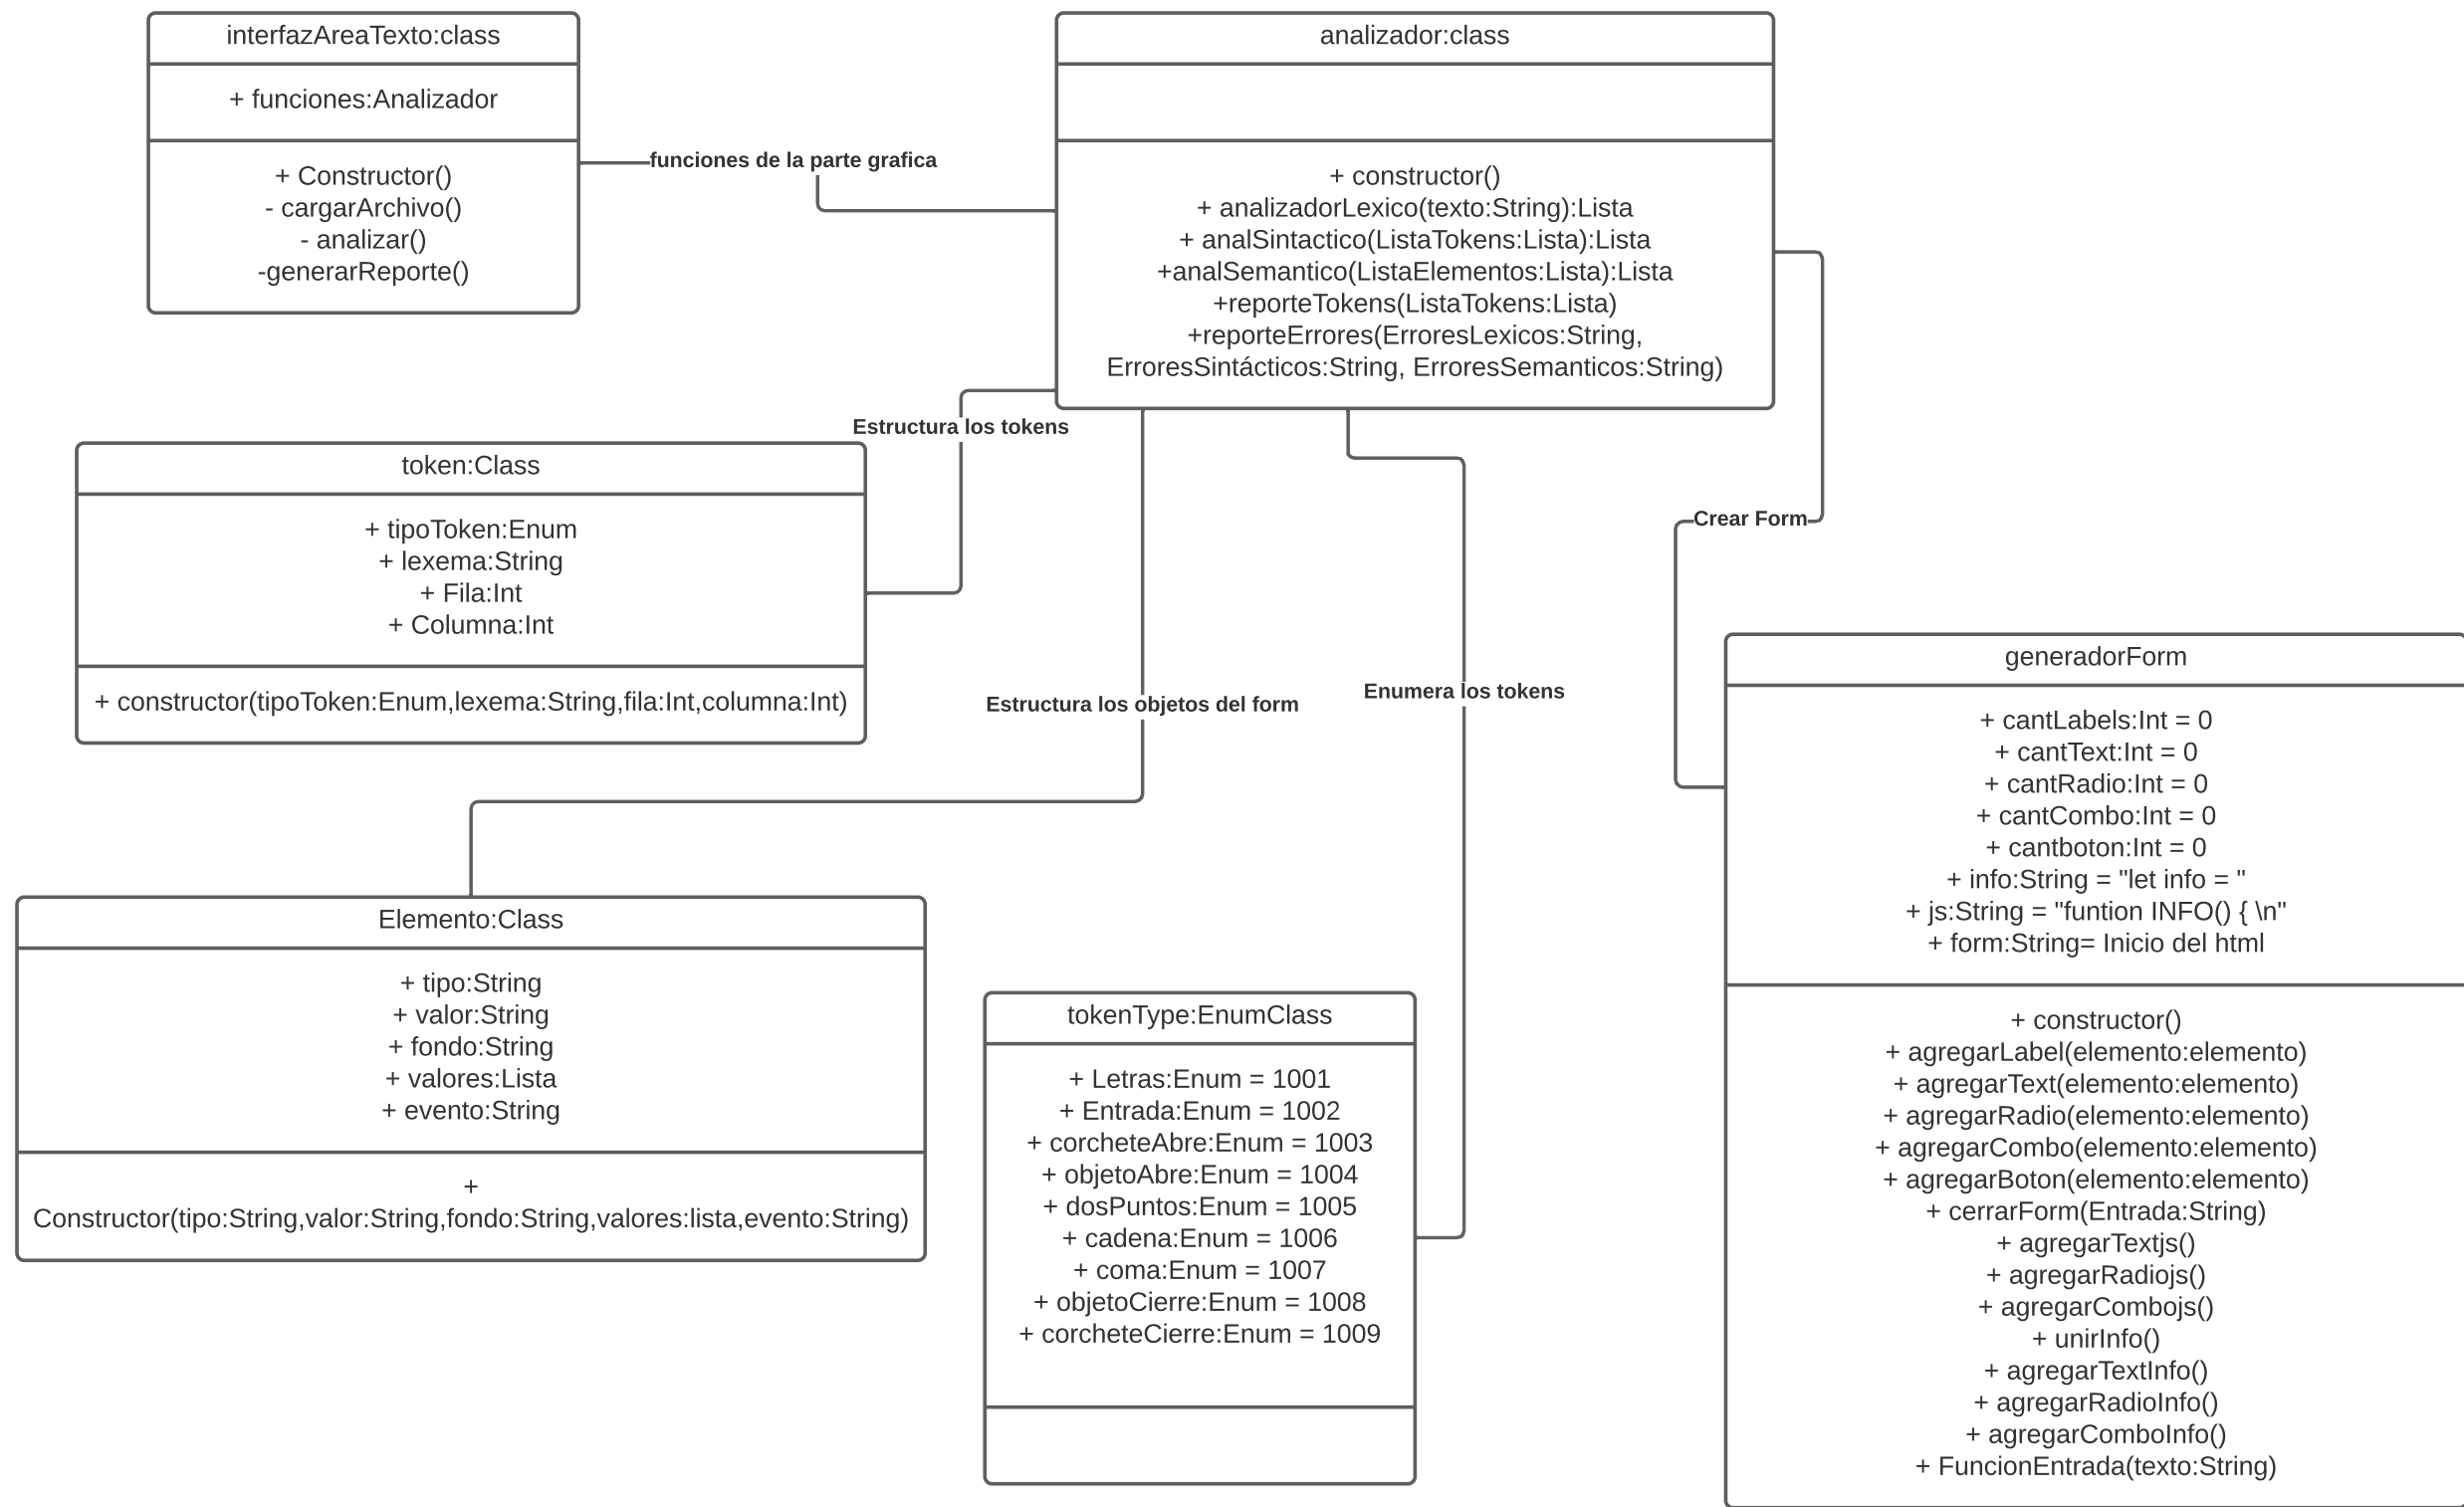 interfazAreaTexto:class
+ funciones:Analizador
+ Constructor()
- cargarArchivo()
- analizar()
-generarReporte()
funciones de la parte grafica
analizador:class
+ constructor()
+ analizadorLexico(texto:String):Lista
+ analSintactico(ListaTokens:Lista):Lista
+analSemantico(ListaElementos:Lista):Lista
+reporteTokens(ListaTokens:Lista)
+reporteErrores(ErroresLexicos:String,
ErroresSintácticos:String, ErroresSemanticos:String)
Estructura los tokens
token:Class
+ tipoToken:Enum
+ lexema:String
+ Fila:Int
+ Columna:Int
+ constructor(tipoToken:Enum,lexema:String,fila:Int,columna:Int)
Estructura los objetos del form
Enumera los tokens
Crear Form
Elemento:Class
+ tipo:String
+ valor:String
+ fondo:String
+ valores:Lista
+ evento:String
+
Constructor(tipo:String,valor:String,fondo:String,valores:lista,evento:String)
tokenType:EnumClass
+ Letras:Enum = 1001
+ Entrada:Enum = 1002
+ corcheteAbre:Enum = 1003
+ objetoAbre:Enum = 1004
+ dosPuntos:Enum = 1005
+ cadena:Enum = 1006
+ coma:Enum = 1007
+ objetoCierre:Enum = 1008
+ corcheteCierre:Enum = 1009
generadorForm
+ cantLabels:Int = 0
+ cantText:Int = 0
+ cantRadio:Int = 0
+ cantCombo:Int = 0
+ cantboton:Int = 0
+ info:String = "let info = "
+ js:String = "funtion INFO() { \n"
+ form:String= Inicio del html
+ constructor()
+ agregarLabel(elemento:elemento)
+ agregarText(elemento:elemento)
+ agregarRadio(elemento:elemento)
+ agregarCombo(elemento:elemento)
+ agregarBoton(elemento:elemento)
+ cerrarForm(Entrada:String)
+ agregarTextjs()
+ agregarRadiojs()
+ agregarCombojs()
+ unirInfo()
+ agregarTextInfo()
+ agregarRadioInfo()
+ agregarComboInfo()
+ FuncionEntrada(texto:String)